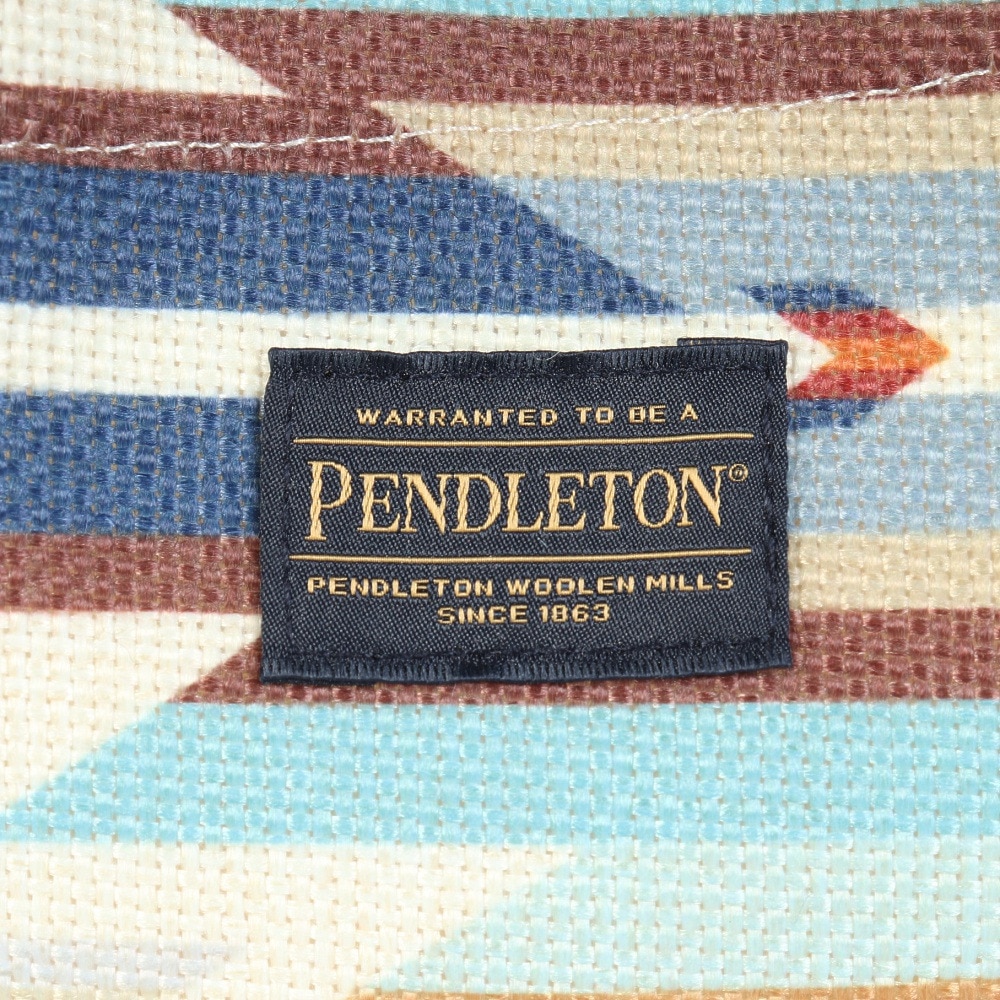 WARRANTED TO BE A
PENDLETON®
PENDLETON WOOLEN MILLS
SINCE 1863